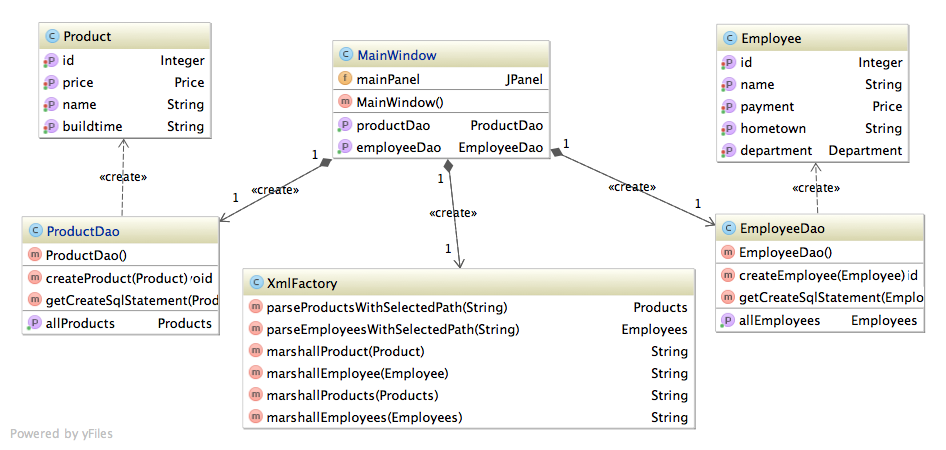 C Product
P id Integer
P price Price
P name String
P buildtime String
C MainWindow
f mainPanel JPanel
m MainWindow()
P productDao ProductDao
P employeeDao EmployeeDao
C Employee
P id Integer
P name String
P payment Price
P hometown String
P department Department
«create»
1
«create»
1
1
«create»
1
1
«create»
1
«create»
C ProductDao
m ProductDao()
m createProduct(Product) void
m getCreateSqlStatement(Prod
P allProducts Products
C XmlFactory
m parseProductsWithSelectedPath(String) Products
m parseEmployeesWithSelectedPath(String) Employees
m marshallProduct(Product) String
m marshallEmployee(Employee) String
m marshallProducts(Products) String
m marshallEmployees(Employees) String
C EmployeeDao
m EmployeeDao()
m createEmployee(Employee) id
m getCreateSqlStatement(Emplo
P allEmployees Employees
Powered by yFiles